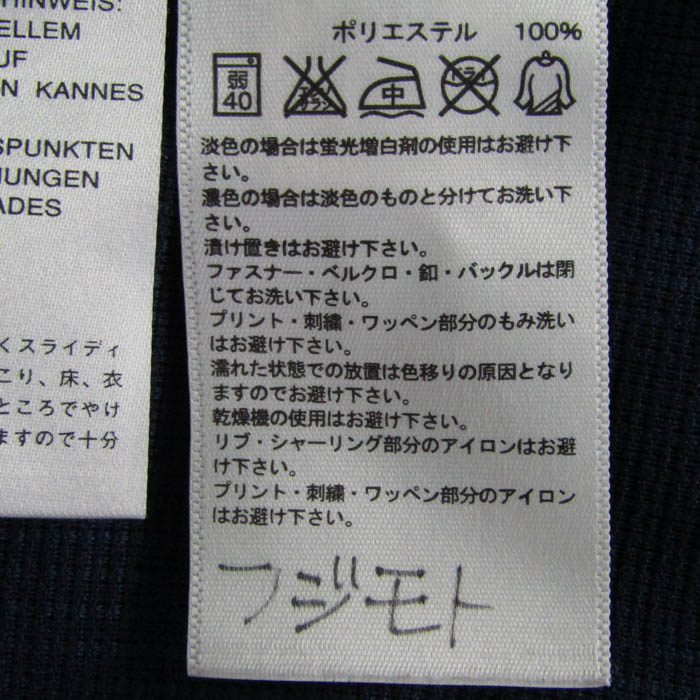 HINWEIS:
ELLEM
UF
N KANNES
SPUNKTEN
HUNGEN
ADES
くスライディ
こり、床、衣
ところでやけ
ますので十分
ポリエステル 100%
弱
40
エンソ
サラシ
中
ドライ
淡色の場合は蛍光増白剤の使用はお避け下
さい。
濃色の場合は淡色のものと分けてお洗い下
さい。
漬け置きはお避け下さい。
ファスナー・ベルクロ・釦・バックルは閉
じてお洗い下さい。
プリント・刺繍・ワッペン部分のもみ洗い
はお避け下さい。
濡れた状態での放置は色移りの原因となり
ますのでお避け下さい。
乾燥機の使用はお避け下さい。
リブ・シャーリング部分のアイロンはお避
け下さい。
プリント・刺繍・ワッペン部分のアイロン
はお避け下さい。
フジモト